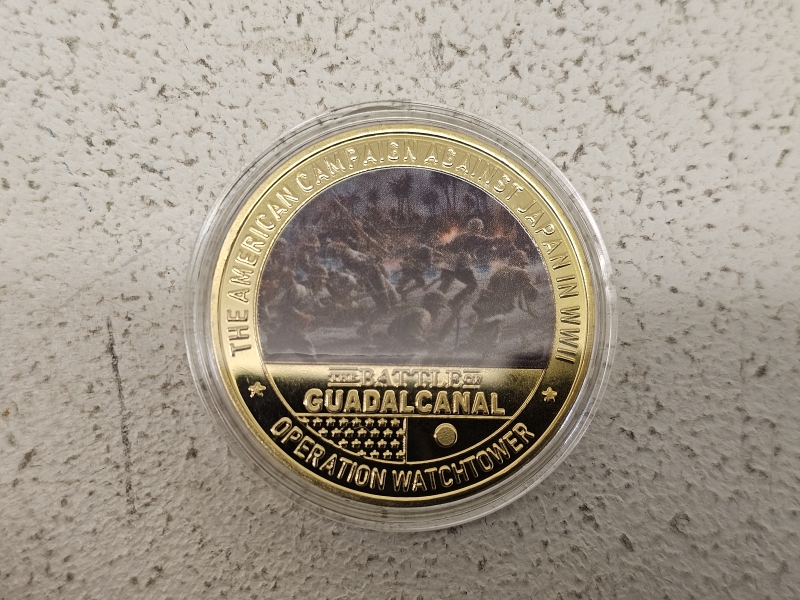 THE AMERICAN CAMPAIGN AGAINST JAPAN IN WWII
THE BATTLE OF
GUADALCANAL
OPERATION WATCHTOWER